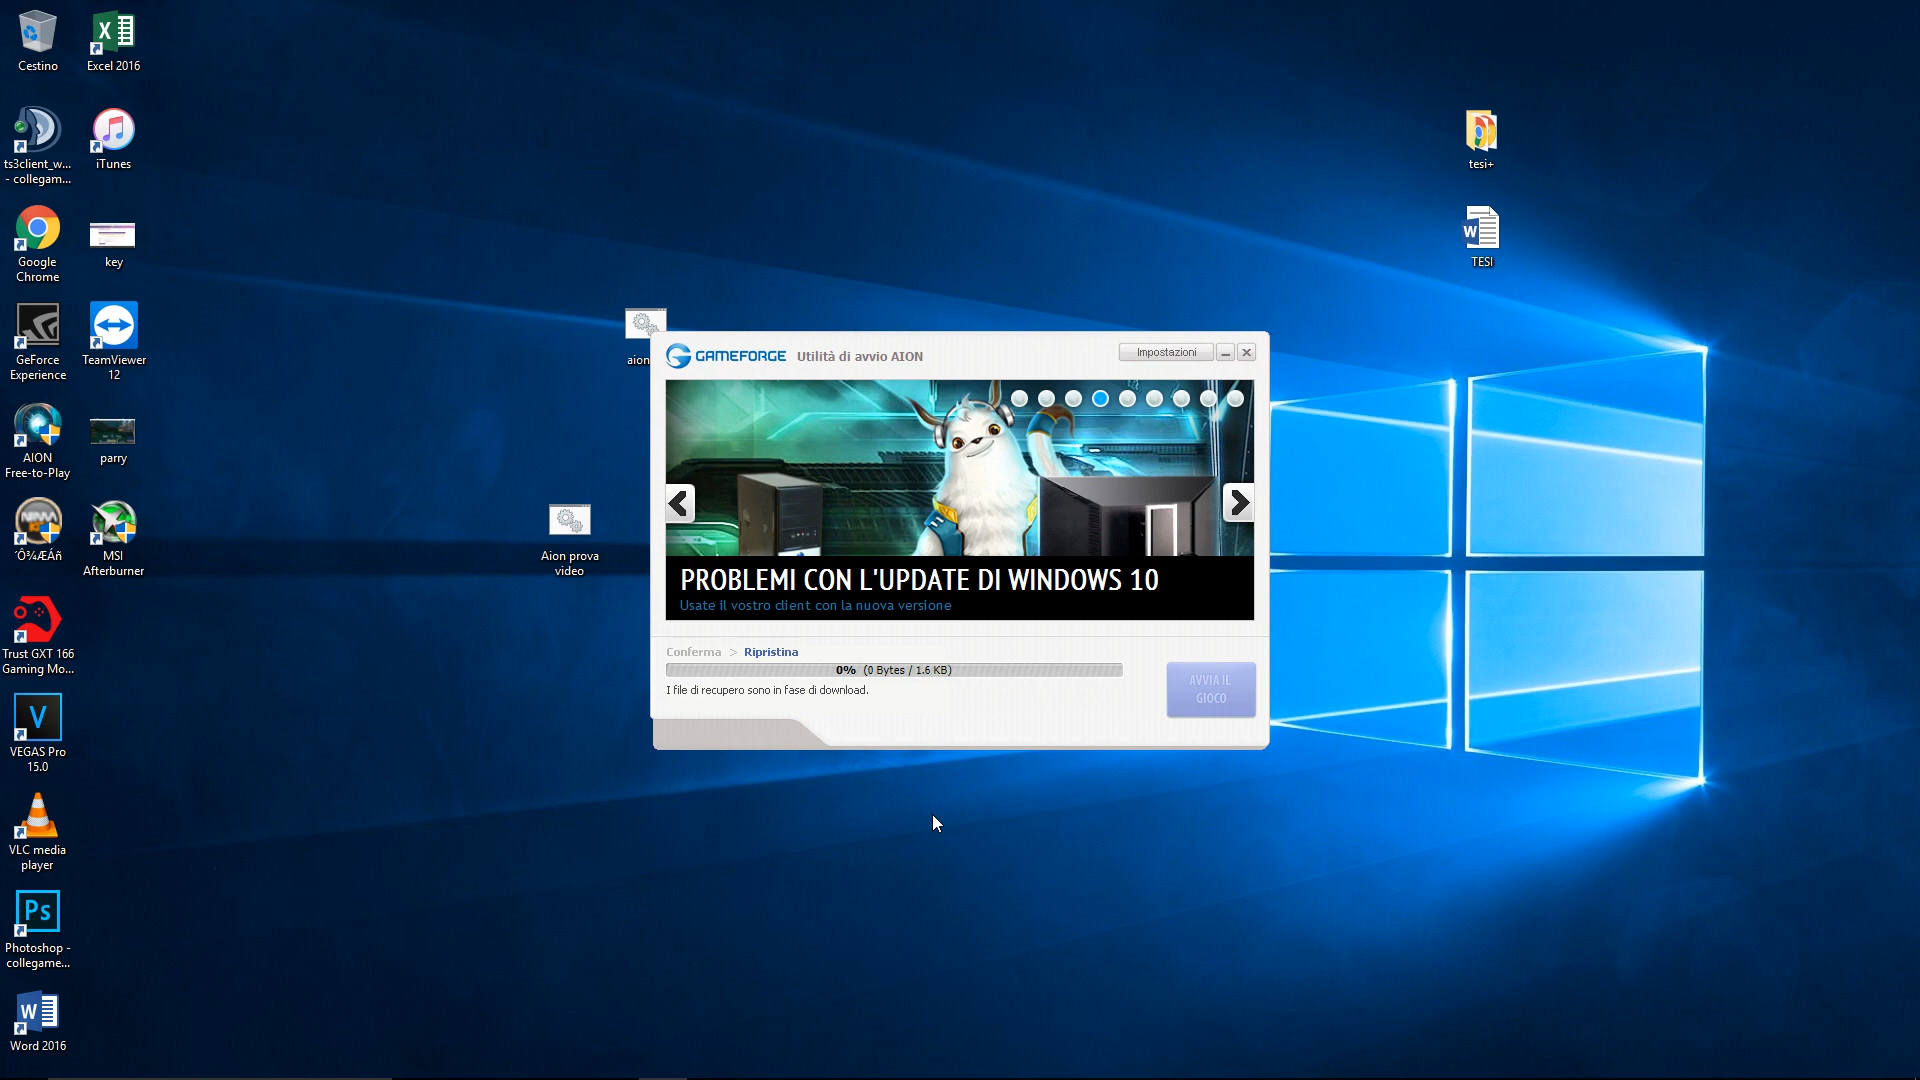 Cestino
Excel 2016
ts3client_w...
- collegam...
iTunes
Google
Chrome
key
GeForce
Experience
TeamViewer
12
AION
Free-to-Play
parry
´Ô¾ÆÁñ
MSI
Afterburner
Trust GXT 166
Gaming Mo...
VEGAS Pro
15.0
VLC media
player
Ps
Photoshop -
collegame...
Word 2016
tesi+
TESI
aion
Aion prova
video
GAMEFORGE Utilità di avvio AION
Impostazioni
PROBLEMI CON L'UPDATE DI WINDOWS 10
Usate il vostro client con la nuova versione
Conferma > Ripristina
0% (0 Bytes / 1.6 KB)
I file di recupero sono in fase di download.
AVVIA IL
GIOCO